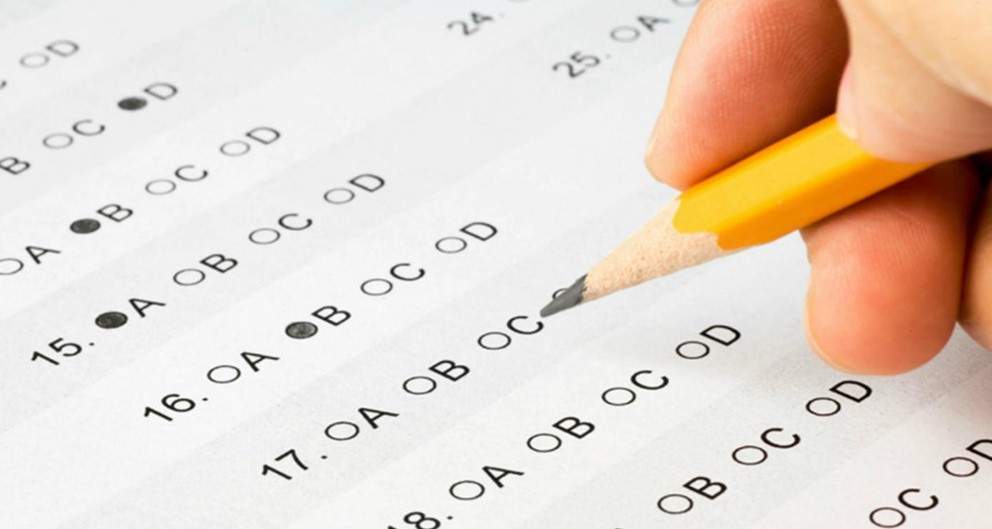 D
B C D
A B C D
15. A B C D
16. A B C D
17. A B C
18. A B C D
B C D
C D
24.
25. A